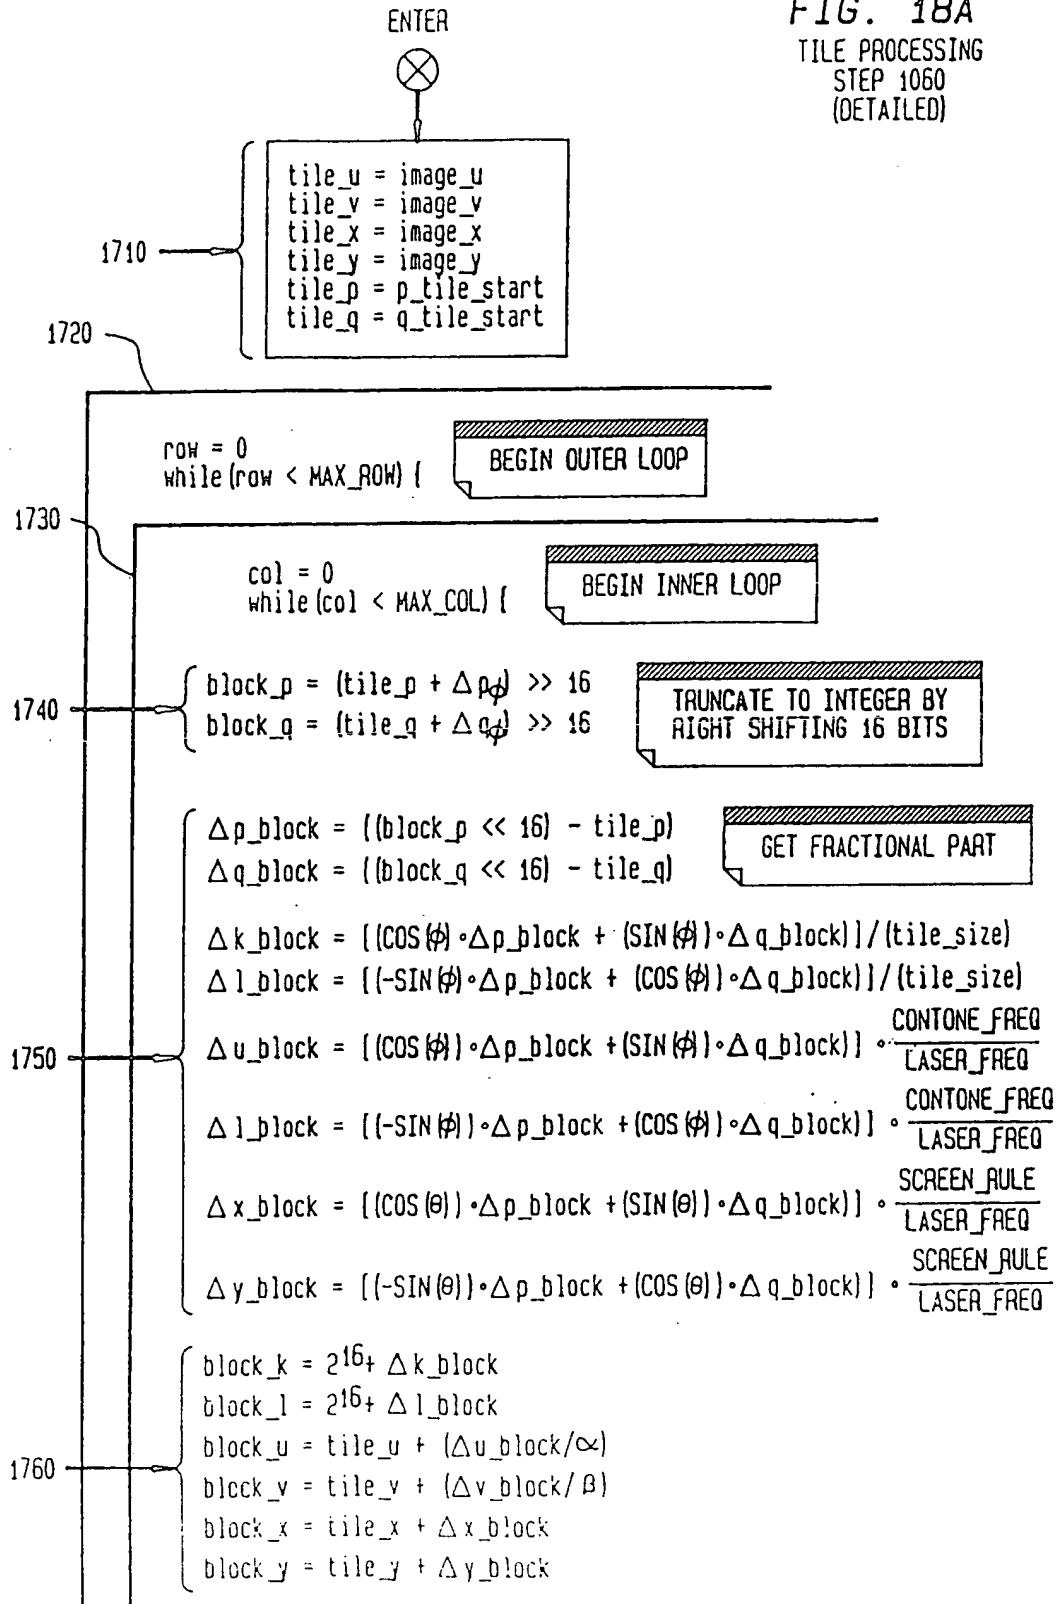 ENTER
FIG. 18A
TILE PROCESSING
STEP 1060
(DETAILED)
1710
tile_u = image_u
tile_v = image_v
tile_x = image_x
tile_y = image_y
tile_p = p_tile_start
tile_q = q_tile_start
1720
row = 0
while(row < MAX_ROW) {
BEGIN OUTER LOOP
1730
col = 0
while(col < MAX_COL) {
BEGIN INNER LOOP
1740
block_p = (tile_p + Δpϕ) >> 16
block_q = (tile_q + Δqϕ) >> 16
TRUNCATE TO INTEGER BY
RIGHT SHIFTING 16 BITS
Δp_block = ((block_p << 16) - tile_p)
Δq_block = ((block_q << 16) - tile_q)
GET FRACTIONAL PART
1750
Δk_block = [(COS(ϕ)∘Δp_block + (SIN(ϕ))∘Δq_block)]/(tile_size)
Δl_block = [(-SIN(ϕ)∘Δp_block + (COS(ϕ))∘Δq_block)]/(tile_size)
Δu_block = [(COS(ϕ))∘Δp_block +(SIN(ϕ))∘Δq_block)] ∘ CONTONE_FREQ/LASER_FREQ
Δl_block = [(-SIN(ϕ))∘Δp_block +(COS(ϕ))∘Δq_block)] ∘ CONTONE_FREQ/LASER_FREQ
Δx_block = [(COS(θ))∘Δp_block +(SIN(θ))∘Δq_block)] ∘ SCREEN_RULE/LASER_FREQ
Δy_block = [(-SIN(θ))∘Δp_block +(COS(θ))∘Δq_block)] ∘ SCREEN_RULE/LASER_FREQ
1760
block_k = 2^16 + Δk_block
block_l = 2^16 + Δl_block
block_u = tile_u + (Δu_block/α)
block_v = tile_v + (Δv_block/β)
block_x = tile_x + Δx_block
block_y = tile_y + Δy_block